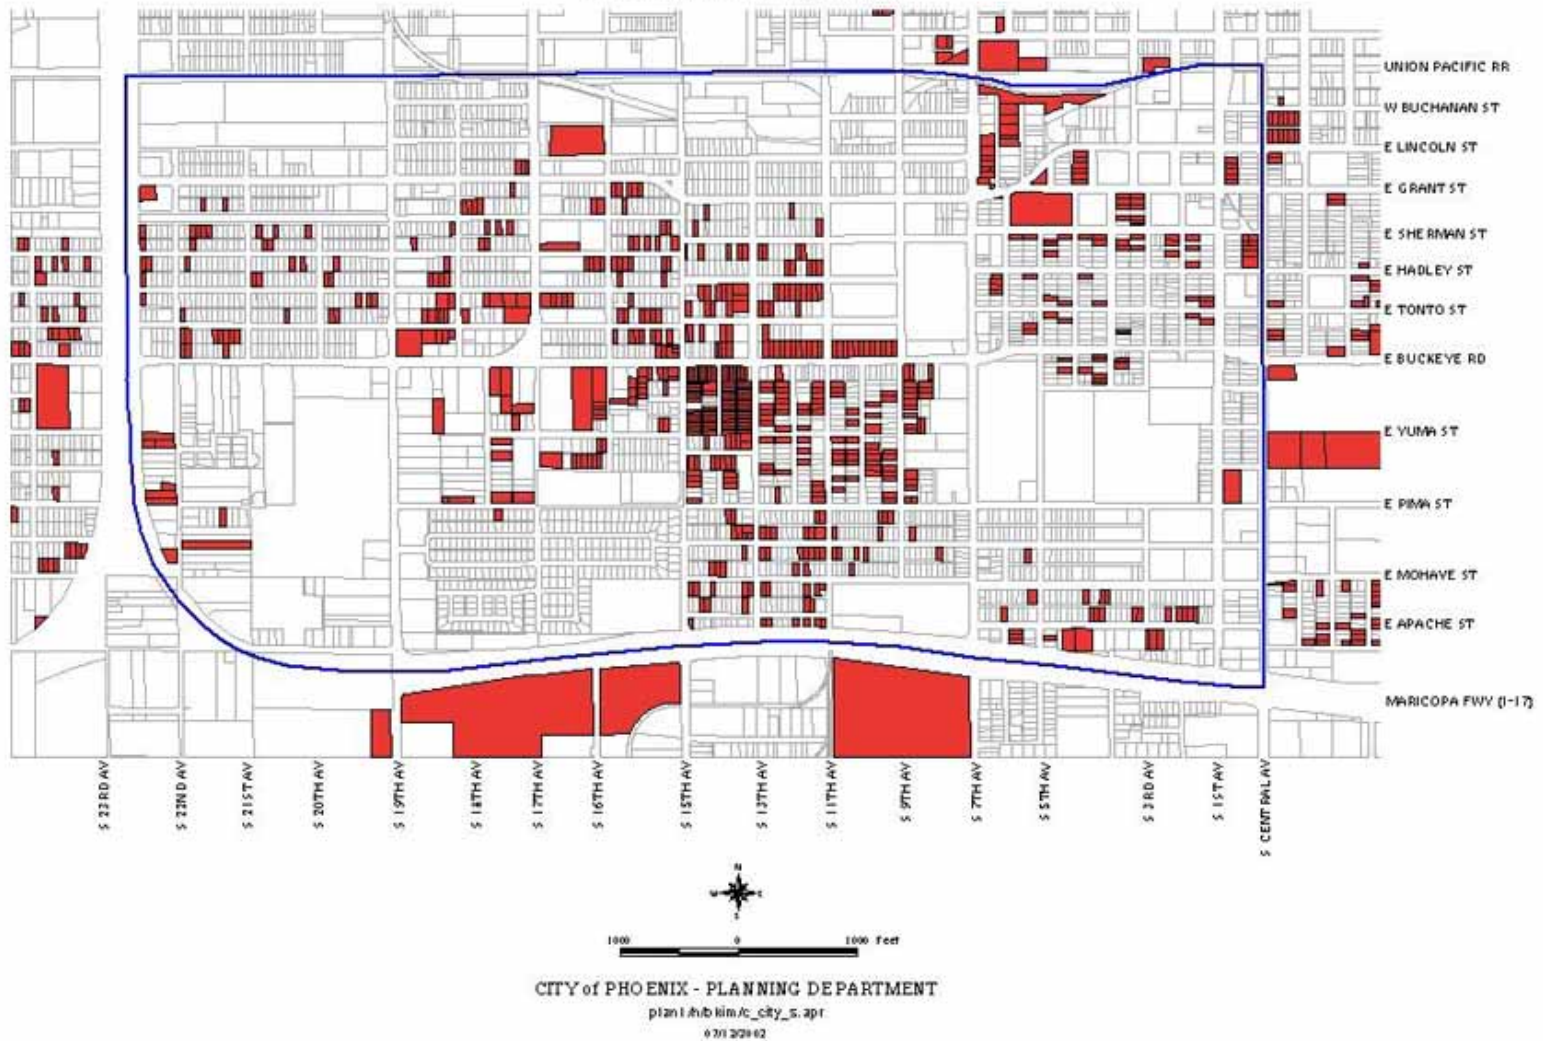 UNION PACIFIC RR
W BUCHANAN ST
E LINCOLN ST
E GRANT ST
E SHERMAN ST
E HADLEY ST
E TONTO ST
E BUCKEYE RD
E YUMA ST
E PIMA ST
E MOHAVE ST
E APACHE ST
MARICOPA FWY (I-17)
S 23RD AV
S 22ND AV
S 21ST AV
S 20TH AV
S 19TH AV
S 18TH AV
S 17TH AV
S 16TH AV
S 15TH AV
S 13TH AV
S 11TH AV
S 9TH AV
S 7TH AV
S 5TH AV
S 3RD AV
S 1ST AV
S CENTRAL AV
N
W E
S
1000 0 1000 Feet
CITY of PHOENIX - PLANNING DEPARTMENT
07/12/2002